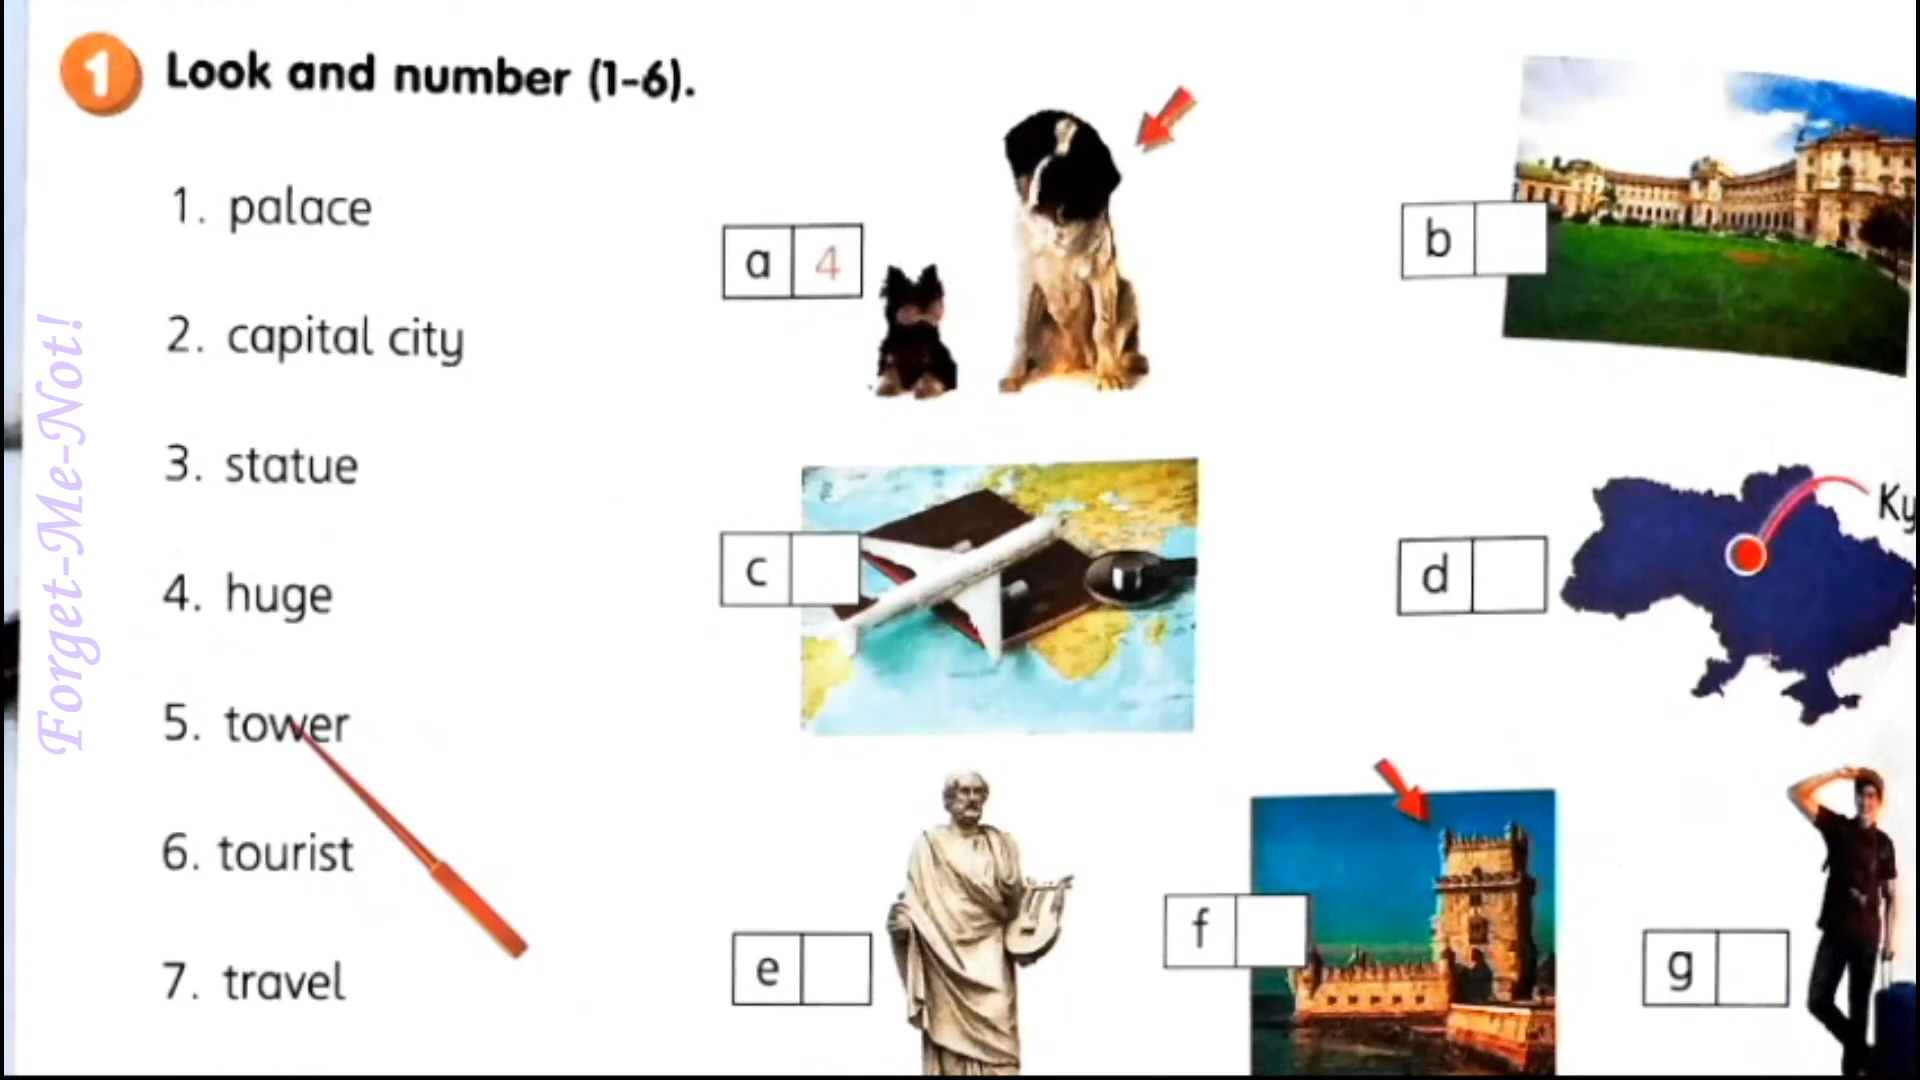 1 Look and number (1-6).
1. palace
2. capital city
3. statue
4. huge
5. tower
6. tourist
7. travel
a 4
b
c
d
Ky
e
f
g
Forget-Me-Not!